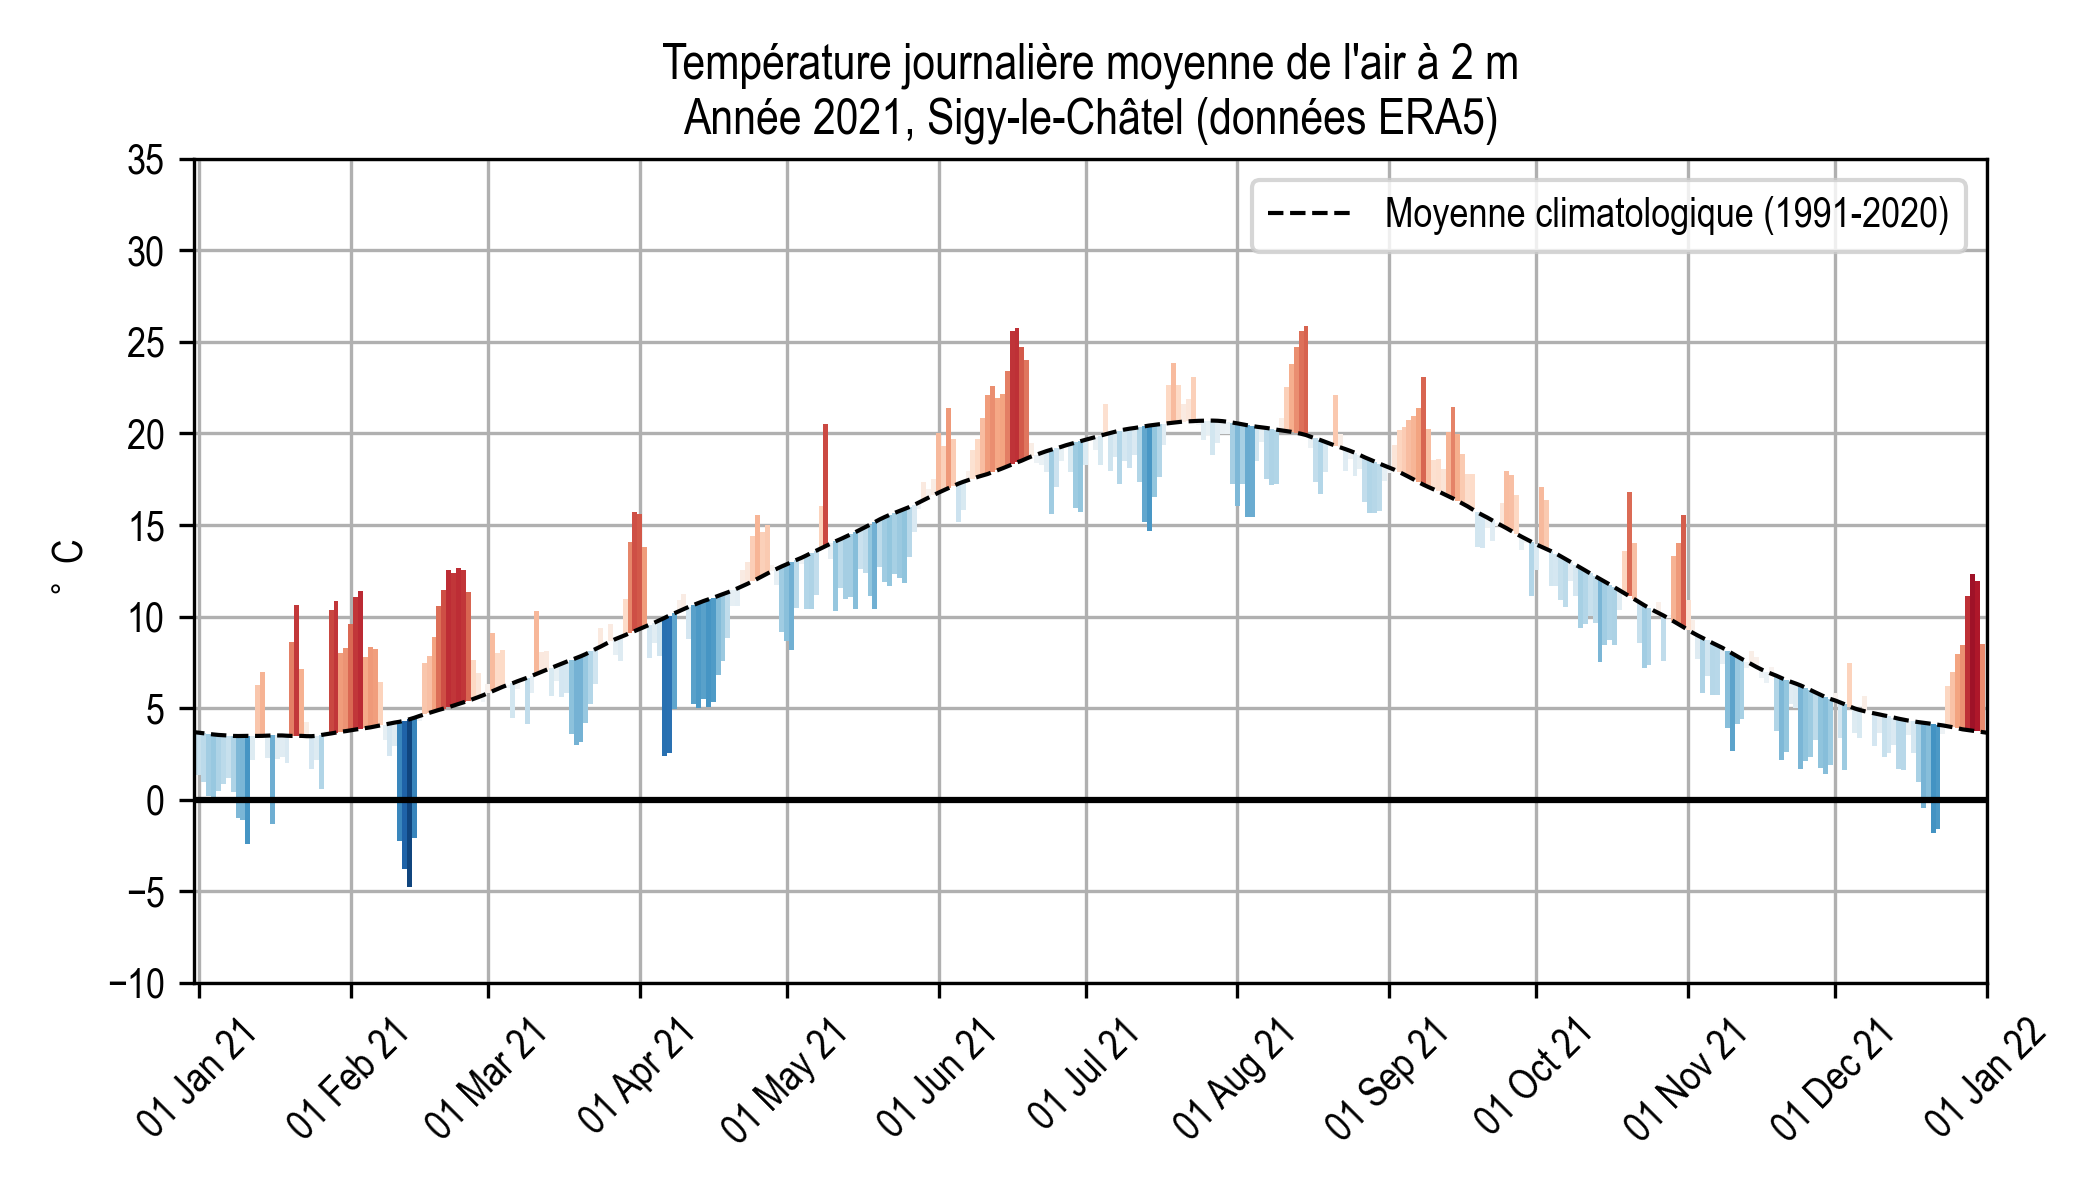 Température journalière moyenne de l'air à 2 m
Année 2021, Sigy-le-Châtel (données ERA5)
Moyenne climatologique (1991-2020)
° C
35
30
25
20
15
10
5
0
−5
−10
01 Jan 21
01 Feb 21
01 Mar 21
01 Apr 21
01 May 21
01 Jun 21
01 Jul 21
01 Aug 21
01 Sep 21
01 Oct 21
01 Nov 21
01 Dec 21
01 Jan 22